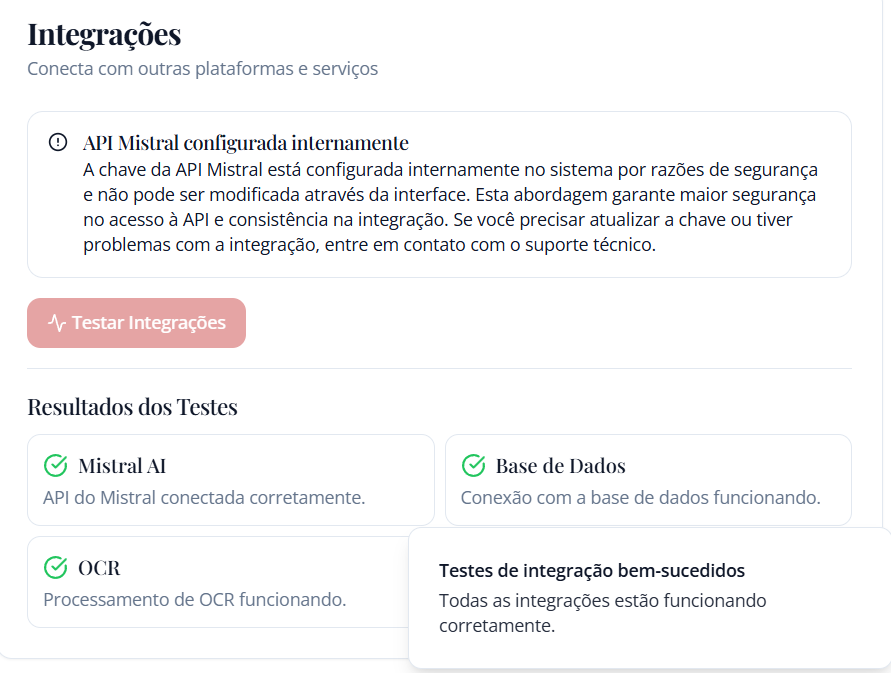 Integrações
Conecta com outras plataformas e serviços
API Mistral configurada internamente
A chave da API Mistral está configurada internamente no sistema por razões de segurança
e não pode ser modificada através da interface. Esta abordagem garante maior segurança
no acesso à API e consistência na integração. Se você precisar atualizar a chave ou tiver
problemas com a integração, entre em contato com o suporte técnico.
Testar Integrações
Resultados dos Testes
Mistral AI
API do Mistral conectada corretamente.
Base de Dados
Conexão com a base de dados funcionando.
OCR
Processamento de OCR funcionando.
Testes de integração bem-sucedidos
Todas as integrações estão funcionando
corretamente.